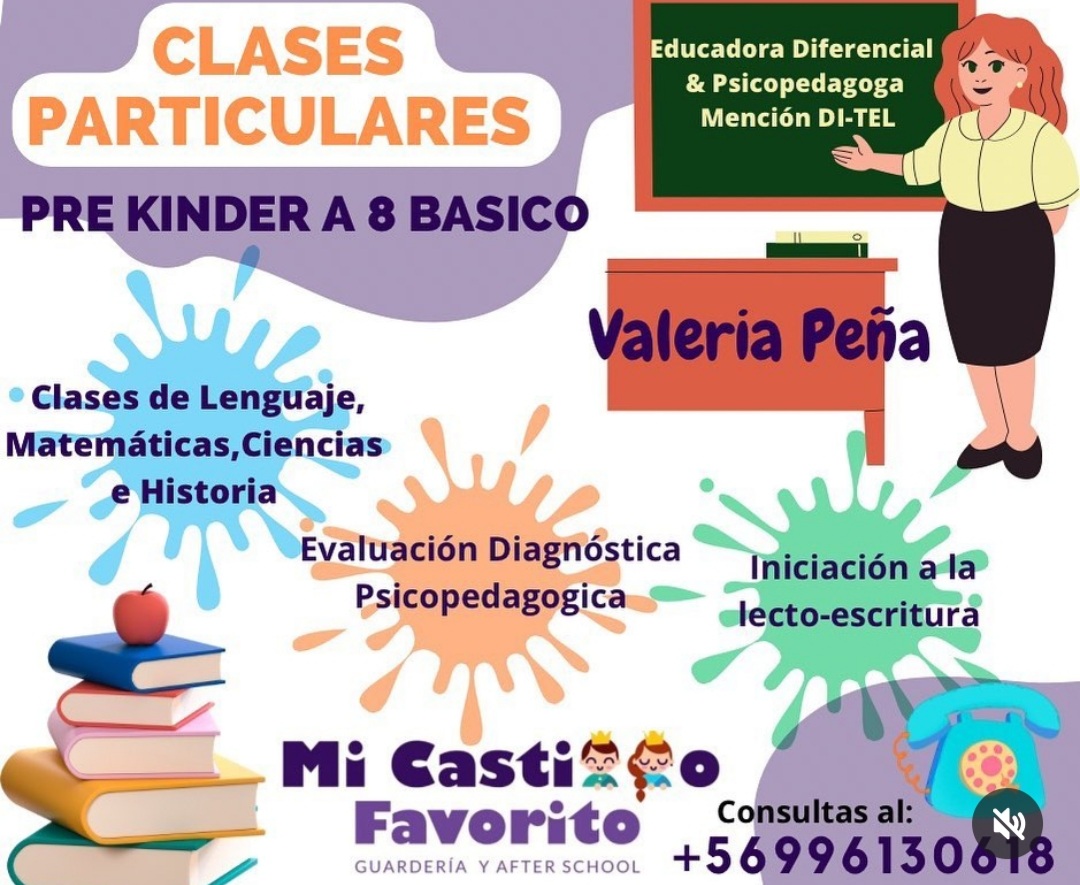 CLASES
PARTICULARES
PRE KINDER A 8 BASICO
Educadora Diferencial
& Psicopedagoga
Mención DI-TEL
Valeria Peña
Clases de Lenguaje,
Matemáticas,Ciencias
e Historia
Evaluación Diagnóstica
Psicopedagogica
Iniciación a la
lecto-escritura
Mi Castillo
Favorito
GUARDERÍA Y AFTER SCHOOL
Consultas al:
+56996130618